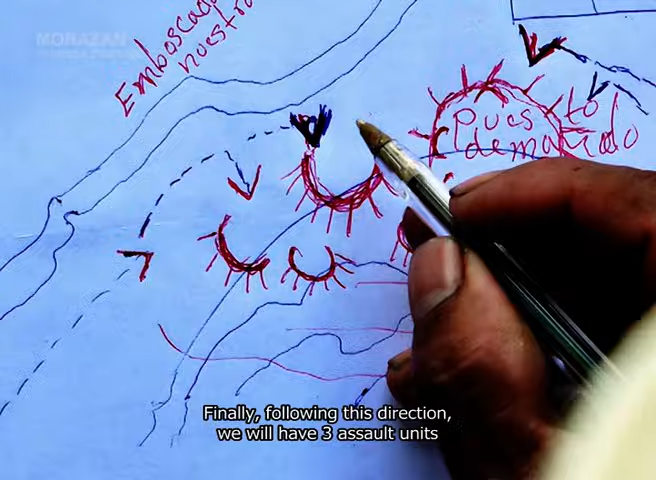 MORAZAN
Emboscada
nuestra
Puesto
de mando
Finally, following this direction,
we will have 3 assault units